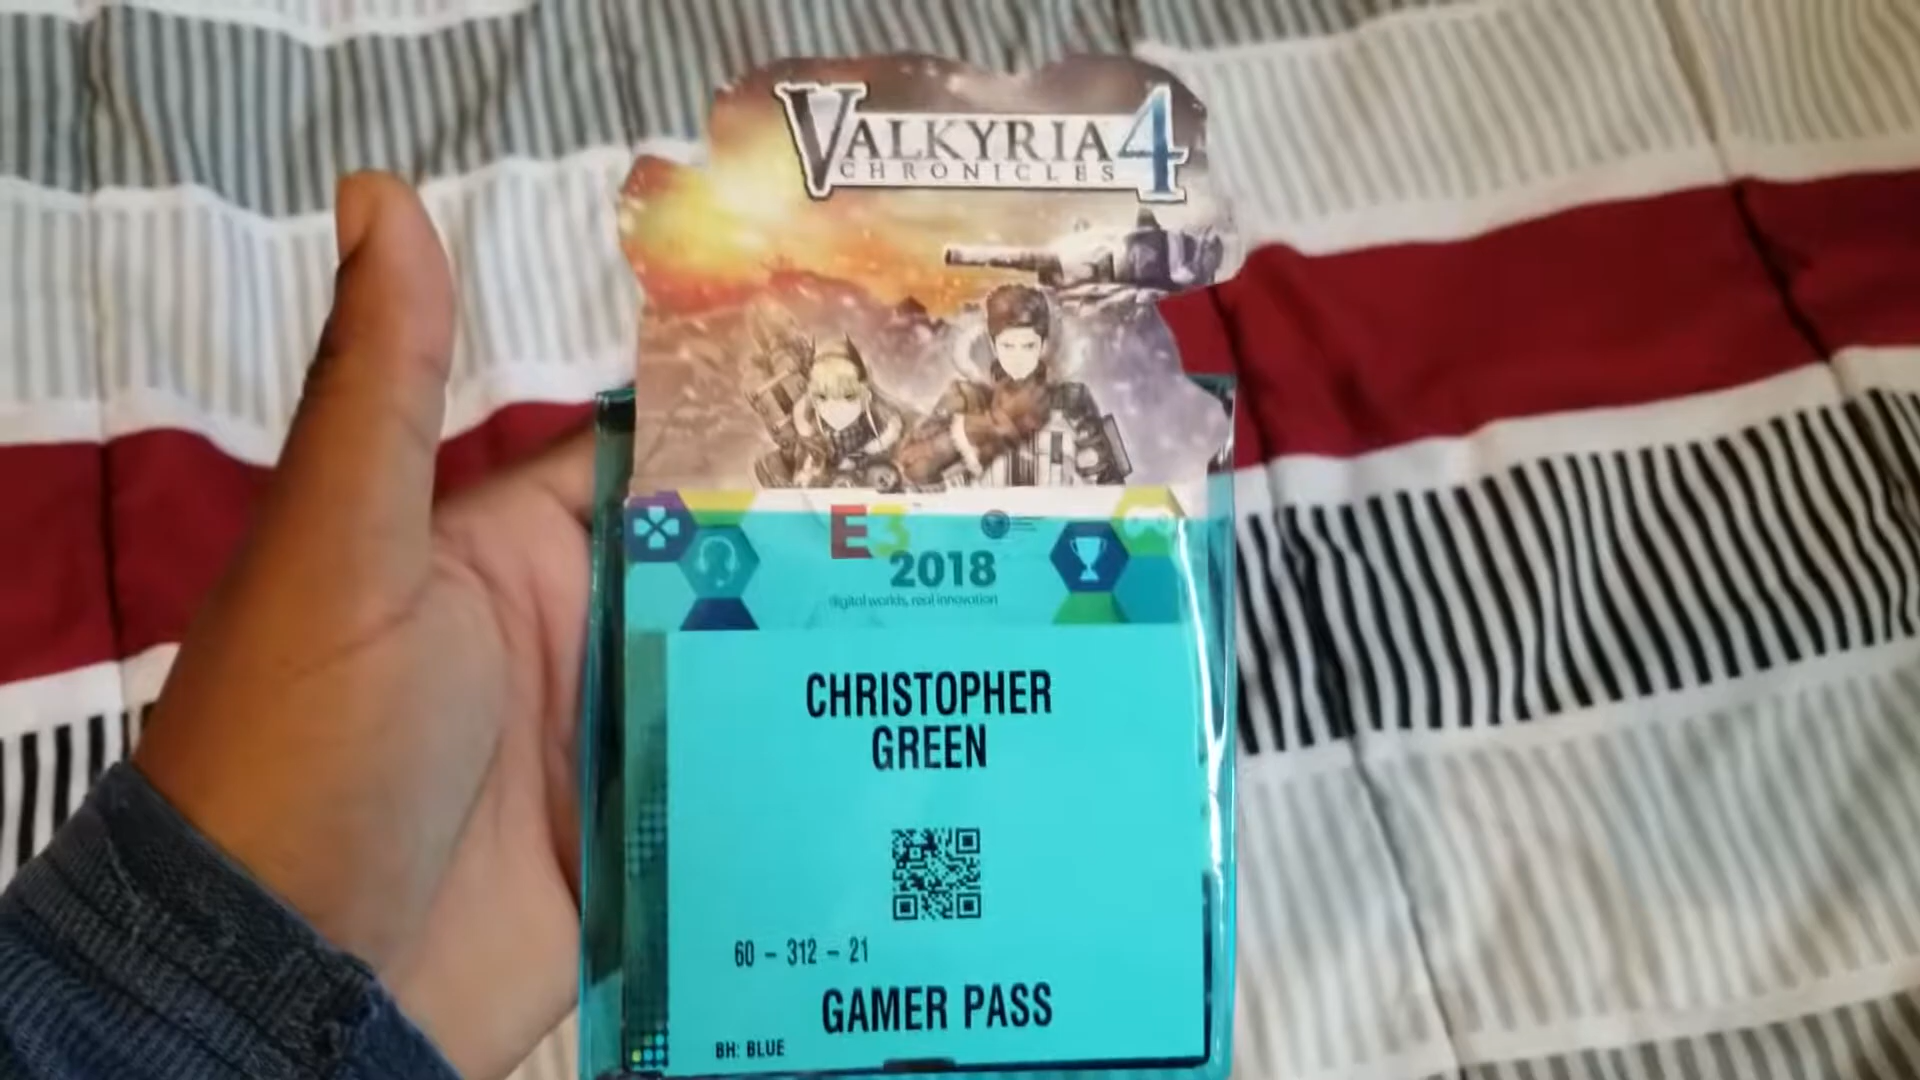 VALKYRIA 4
CHRONICLES
E3
2018
digital worlds, real innovation
CHRISTOPHER
GREEN
60 - 312 - 21
GAMER PASS
BH: BLUE